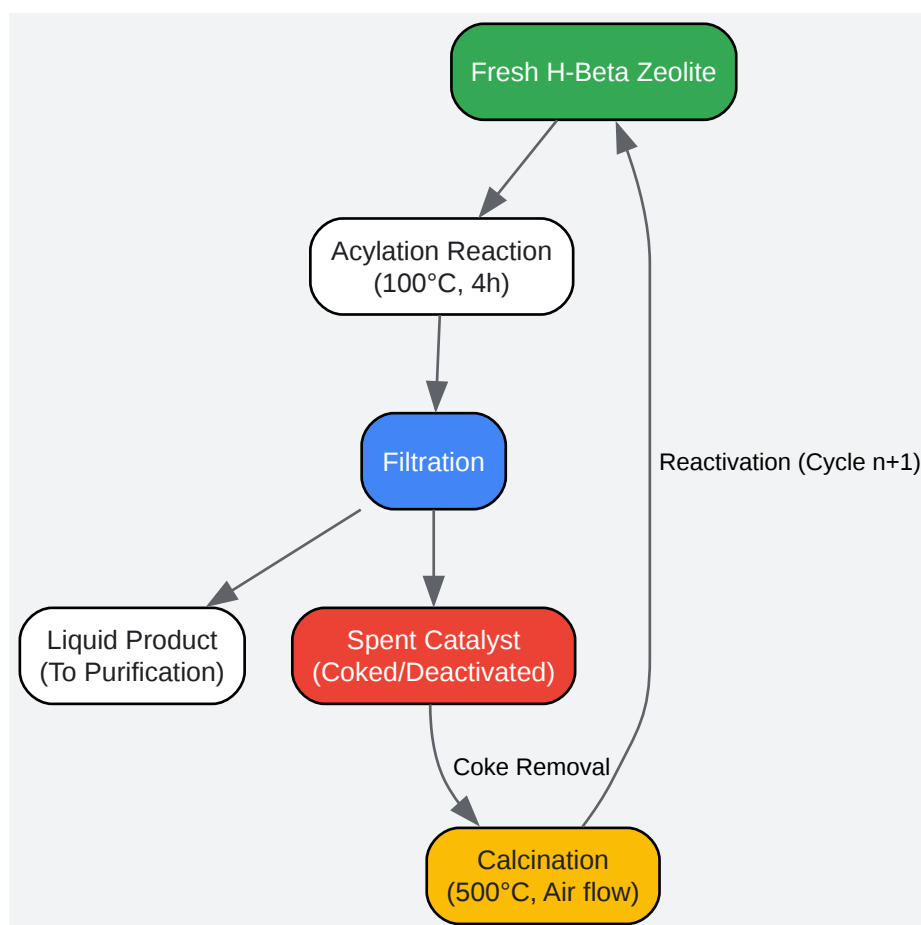 Fresh H-Beta Zeolite
Acylation Reaction
(100°C, 4h)
Filtration
Reactivation (Cycle n+1)
Liquid Product
(To Purification)
Spent Catalyst
(Coked/Deactivated)
Coke Removal
Calcination
(500°C, Air flow)